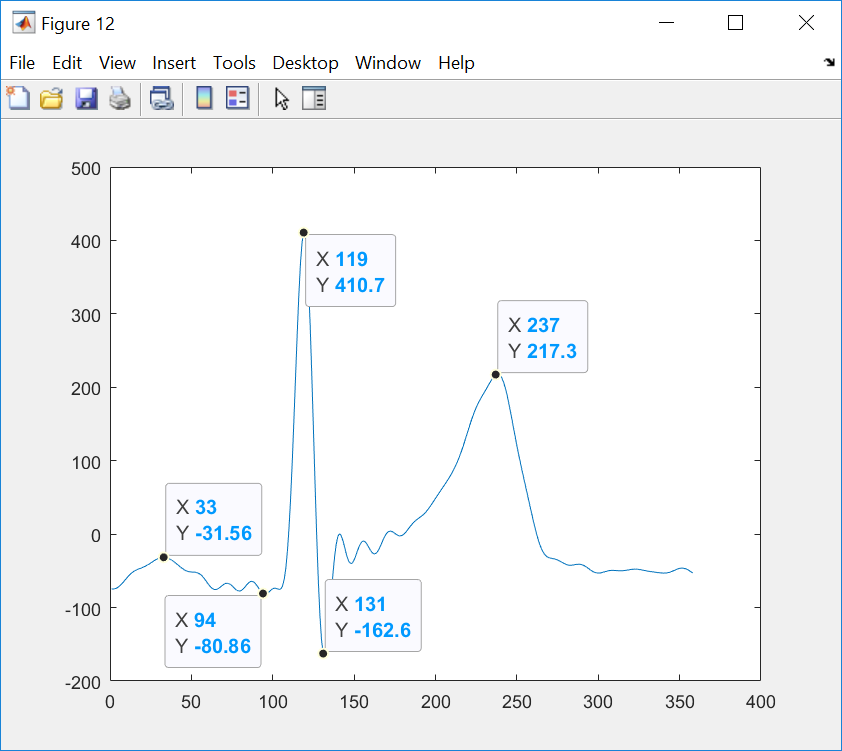 Figure 12
File Edit View Insert Tools Desktop Window Help
500
400
300
200
100
0
-100
-200
0 50 100 150 200 250 300 350 400
X 119
Y 410.7
X 237
Y 217.3
X 33
Y -31.56
X 94
Y -80.86
X 131
Y -162.6